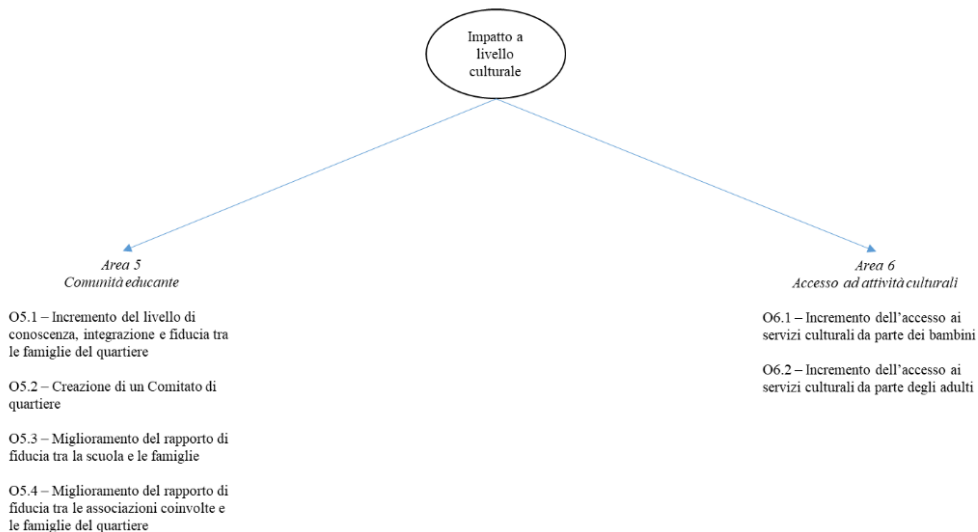 Impatto a
livello
culturale
Area 5
Comunità educante
O5.1 – Incremento del livello di
conoscenza, integrazione e fiducia tra
le famiglie del quartiere
O5.2 – Creazione di un Comitato di
quartiere
O5.3 – Miglioramento del rapporto di
fiducia tra la scuola e le famiglie
O5.4 – Miglioramento del rapporto di
fiducia tra le associazioni coinvolte e
le famiglie del quartiere
Area 6
Accesso ad attività culturali
O6.1 – Incremento dell’accesso ai
servizi culturali da parte dei bambini
O6.2 – Incremento dell’accesso ai
servizi culturali da parte degli adulti